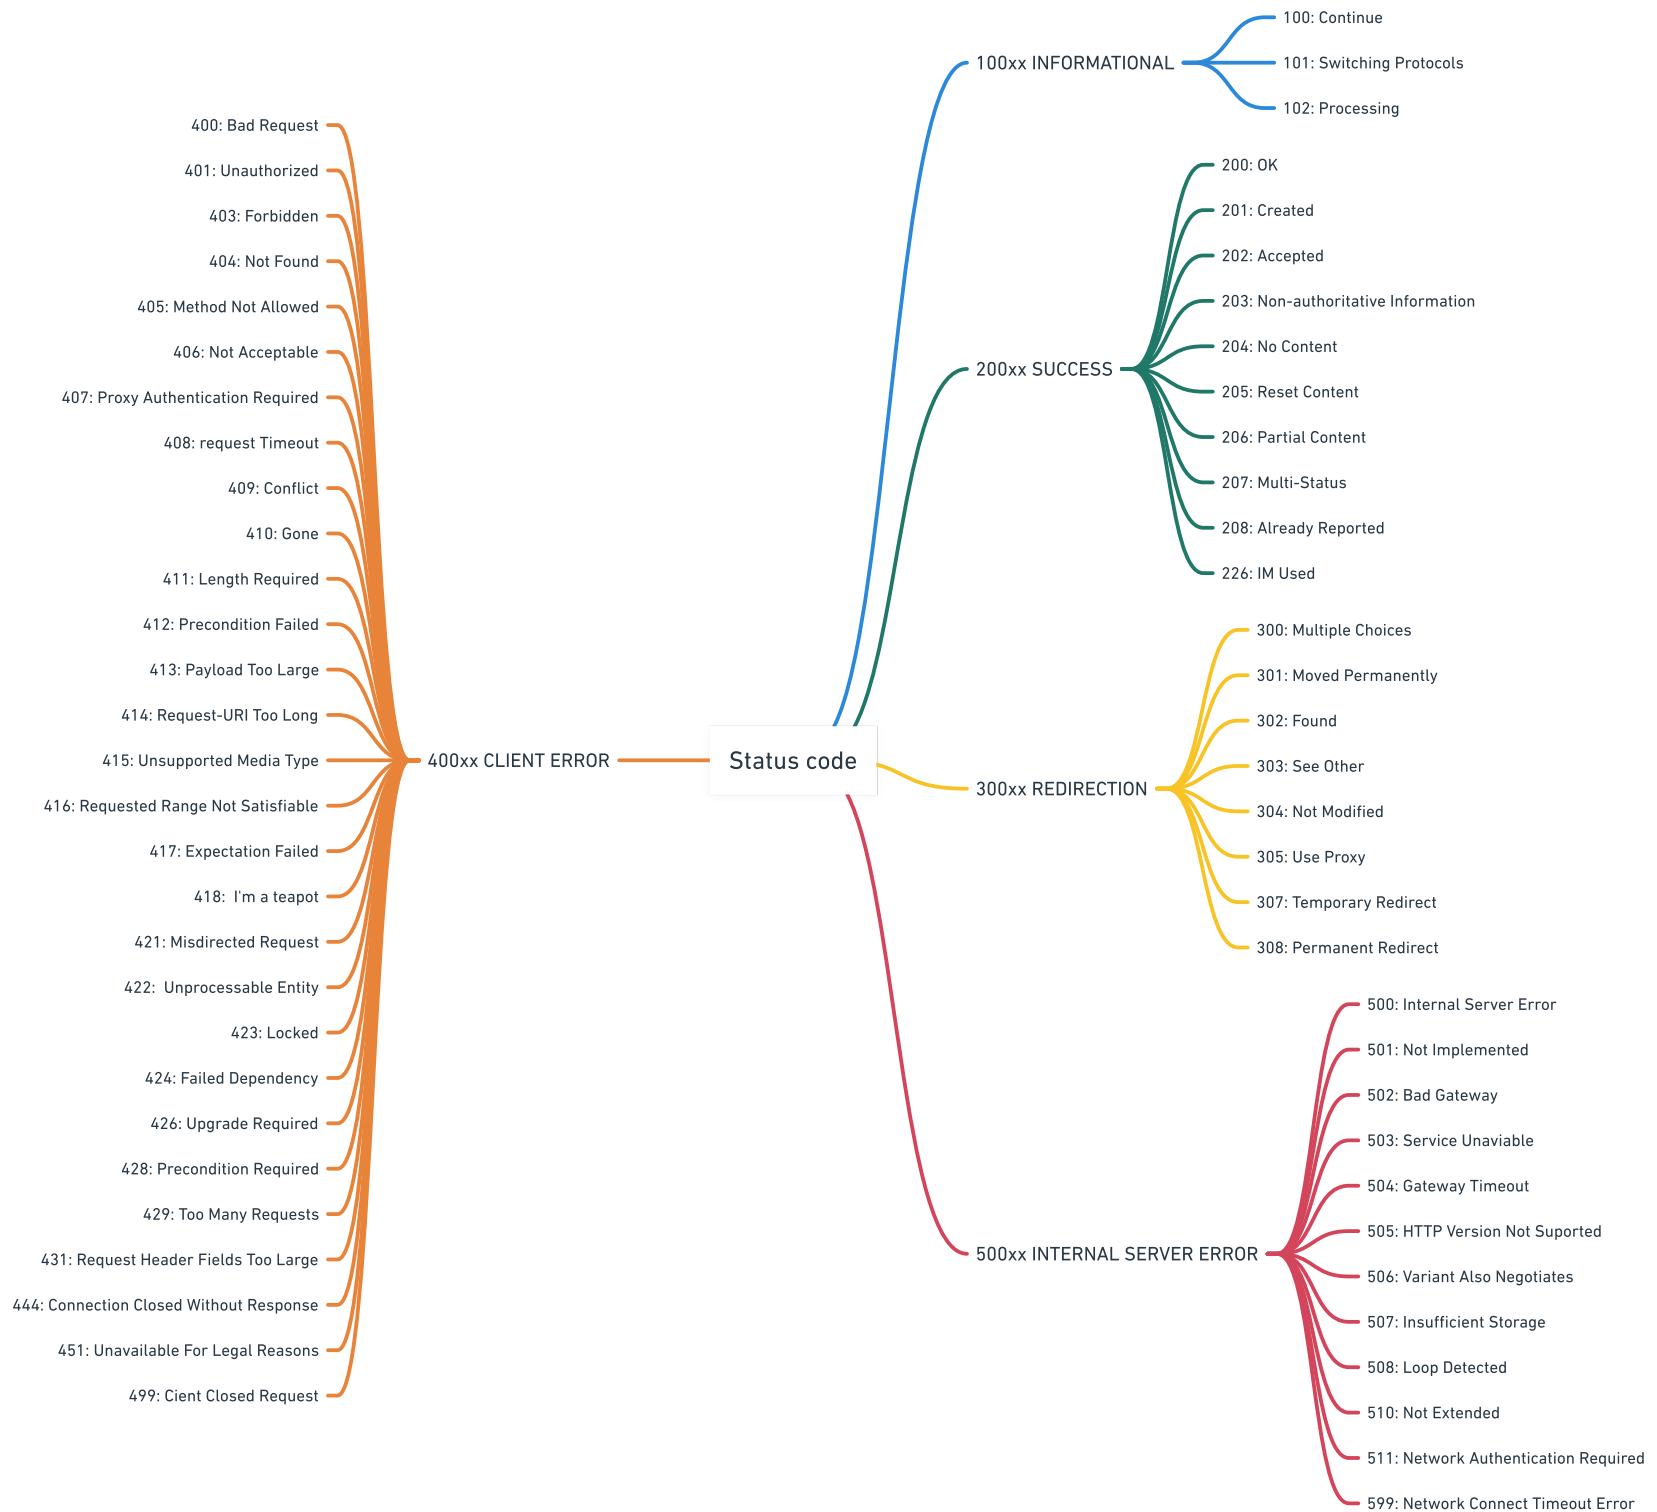 Status code
100xx INFORMATIONAL
100: Continue
101: Switching Protocols
102: Processing
200xx SUCCESS
200: OK
201: Created
202: Accepted
203: Non-authoritative Information
204: No Content
205: Reset Content
206: Partial Content
207: Multi-Status
208: Already Reported
226: IM Used
300xx REDIRECTION
300: Multiple Choices
301: Moved Permanently
302: Found
303: See Other
304: Not Modified
305: Use Proxy
307: Temporary Redirect
308: Permanent Redirect
400xx CLIENT ERROR
400: Bad Request
401: Unauthorized
403: Forbidden
404: Not Found
405: Method Not Allowed
406: Not Acceptable
407: Proxy Authentication Required
408: request Timeout
409: Conflict
410: Gone
411: Length Required
412: Precondition Failed
413: Payload Too Large
414: Request-URI Too Long
415: Unsupported Media Type
416: Requested Range Not Satisfiable
417: Expectation Failed
418:  I'm a teapot
421: Misdirected Request
422:  Unprocessable Entity
423: Locked
424: Failed Dependency
426: Upgrade Required
428: Precondition Required
429: Too Many Requests
431: Request Header Fields Too Large
444: Connection Closed Without Response
451: Unavailable For Legal Reasons
499: Cient Closed Request
500xx INTERNAL SERVER ERROR
500: Internal Server Error
501: Not Implemented
502: Bad Gateway
503: Service Unaviable
504: Gateway Timeout
505: HTTP Version Not Suported
506: Variant Also Negotiates
507: Insufficient Storage
508: Loop Detected
510: Not Extended
511: Network Authentication Required
599: Network Connect Timeout Error